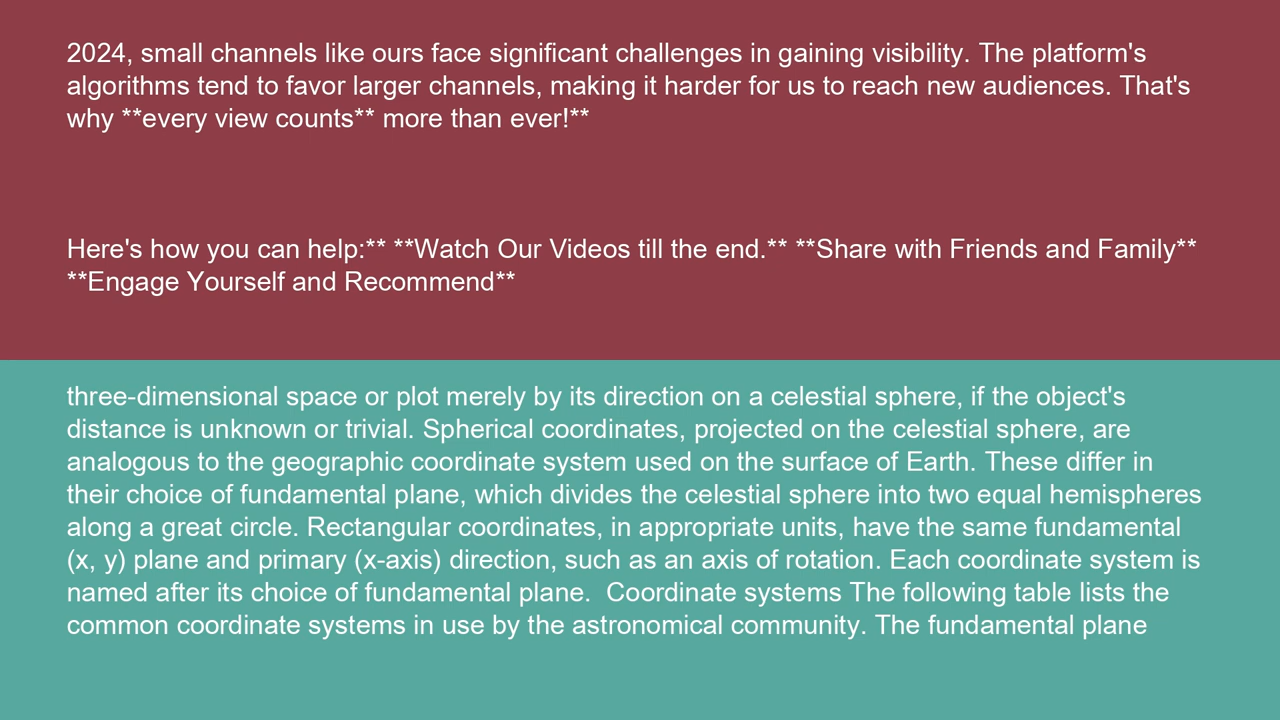 2024, small channels like ours face significant challenges in gaining visibility. The platform's
algorithms tend to favor larger channels, making it harder for us to reach new audiences. That's
why **every view counts** more than ever!**
Here's how you can help:** **Watch Our Videos till the end.** **Share with Friends and Family**
**Engage Yourself and Recommend**
three-dimensional space or plot merely by its direction on a celestial sphere, if the object's
distance is unknown or trivial. Spherical coordinates, projected on the celestial sphere, are
analogous to the geographic coordinate system used on the surface of Earth. These differ in
their choice of fundamental plane, which divides the celestial sphere into two equal hemispheres
along a great circle. Rectangular coordinates, in appropriate units, have the same fundamental
(x, y) plane and primary (x-axis) direction, such as an axis of rotation. Each coordinate system is
named after its choice of fundamental plane.  Coordinate systems The following table lists the
common coordinate systems in use by the astronomical community. The fundamental plane